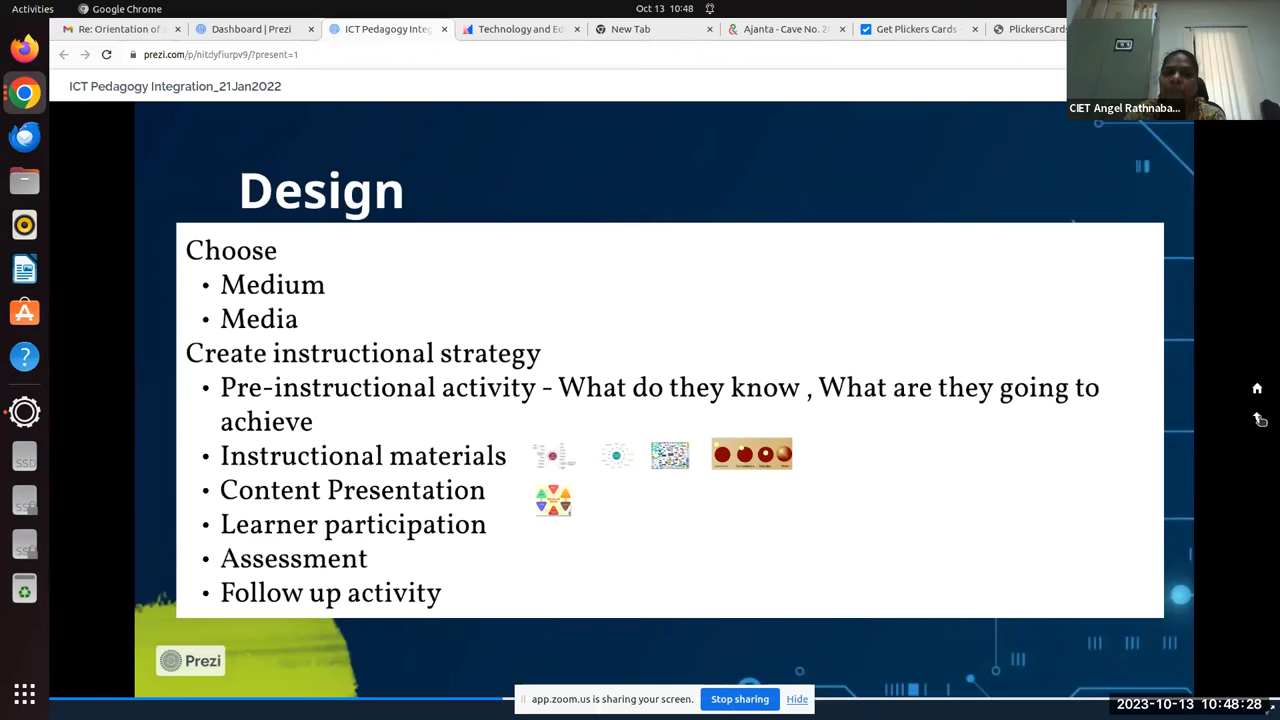 Activities
Google Chrome
Oct 13 10:48
Re: Orientation of
Dashboard | Prezi
ICT Pedagogy Integ
Technology and Ed
New Tab
Ajanta - Cave No. 2
Get Plickers Cards
PlickersCards
prezi.com/p/nitdyfiurpv9/?present=1
ICT Pedagogy Integration_21Jan2022
CIET Angel Rathnaba...
Design
Choose
• Medium
• Media
Create instructional strategy
• Pre-instructional activity - What do they know , What are they going to
achieve
• Instructional materials
• Content Presentation
• Learner participation
• Assessment
• Follow up activity
Prezi
app.zoom.us is sharing your screen.
Stop sharing
Hide
2023-10-13 10:48:28